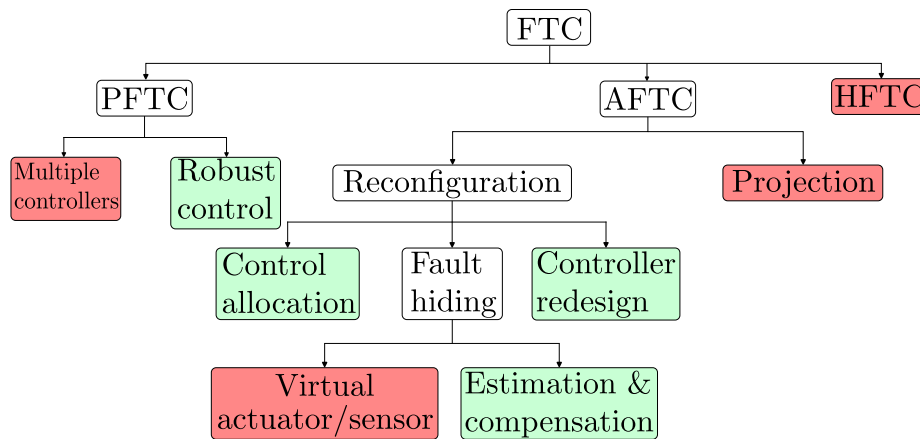 FTC
PFTC
AFTC
HFTC
Multiple
controllers
Robust
control
Reconfiguration
Projection
Control
allocation
Fault
hiding
Controller
redesign
Virtual
actuator/sensor
Estimation &
compensation